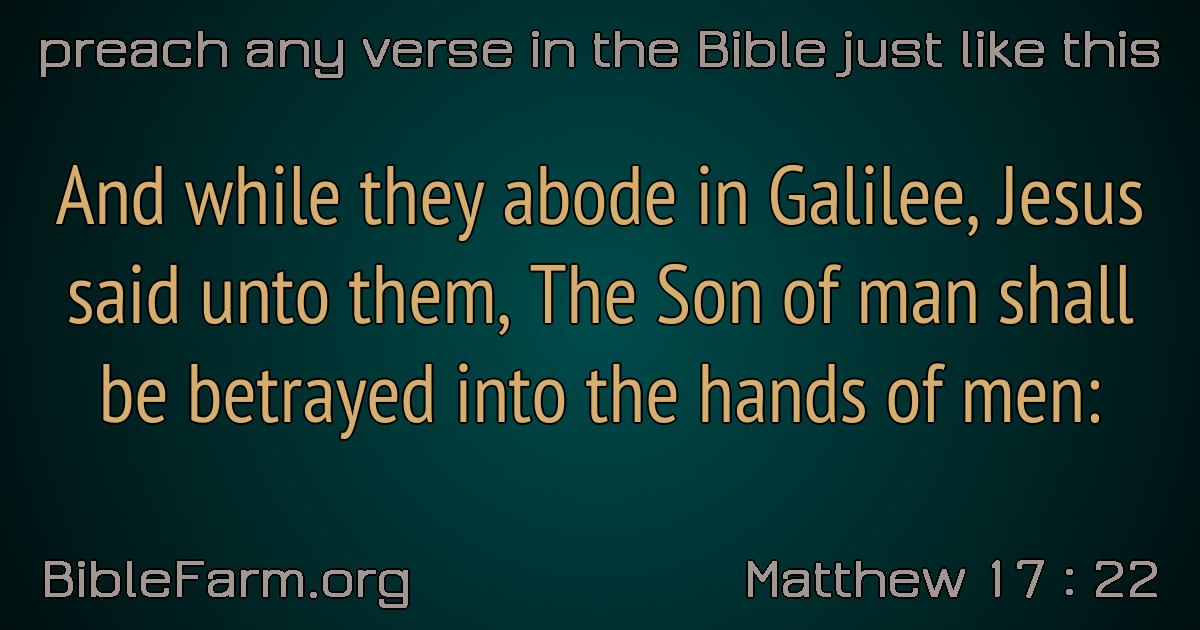 preach any verse in the Bible just like this
And while they abode in Galilee, Jesus
said unto them, The Son of man shall
be betrayed into the hands of men:
BibleFarm.org
Matthew 17 : 22